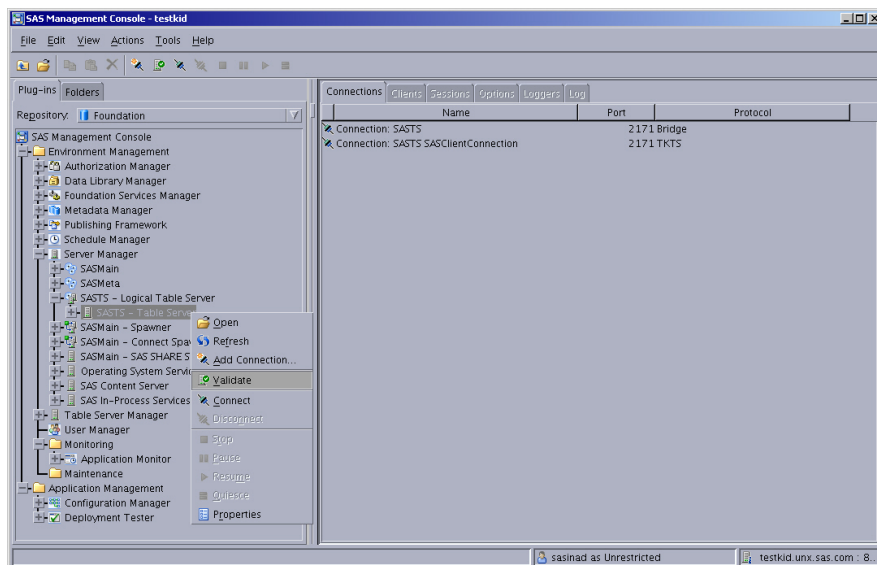 SAS Management Console - testkid
File Edit View Actions Tools Help
Plug-ins Folders
Repository: Foundation
SAS Management Console
Environment Management
Authorization Manager
Data Library Manager
Foundation Services Manager
Metadata Manager
Publishing Framework
Schedule Manager
Server Manager
SASMain
SASMeta
SASTS - Logical Table Server
SASTS - Table Serve
SASMain - Spawner
SASMain - Connect Spa
SASMain - SAS SHARE S
Operating System Servic
SAS Content Server
SAS In-Process Services
Table Server Manager
User Manager
Monitoring
Application Monitor
Maintenance
Application Management
Configuration Manager
Deployment Tester
Open
Refresh
Add Connection...
Validate
Connect
Disconnect
Stop
Pause
Resume
Quiesce
Properties
Connections Clients Sessions Options Loggers Log
Name Port Protocol
Connection: SASTS 2171 Bridge
Connection: SASTS SASClientConnection 2171 TKTS
sasinad as Unrestricted
testkid.unx.sas.com : 8..